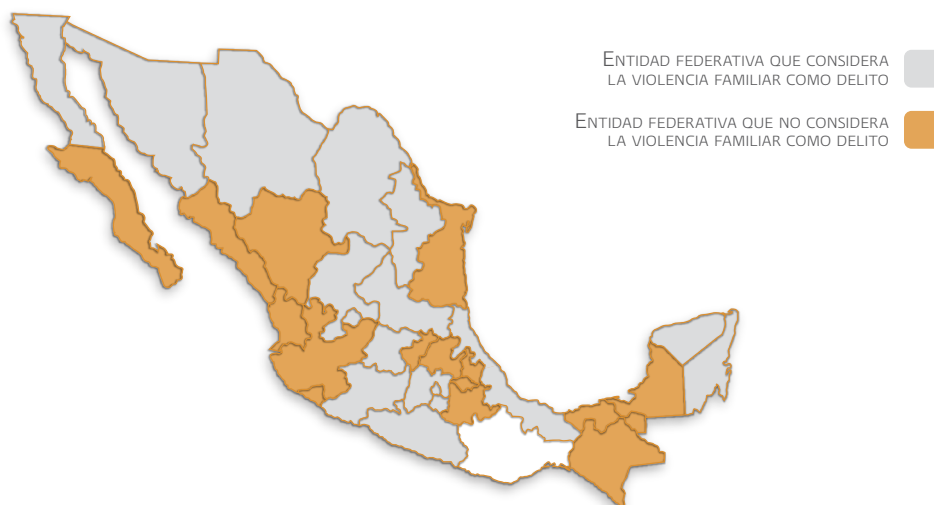 ENTIDAD FEDERATIVA QUE CONSIDERA
LA VIOLENCIA FAMILIAR COMO DELITO
ENTIDAD FEDERATIVA QUE NO CONSIDERA
LA VIOLENCIA FAMILIAR COMO DELITO